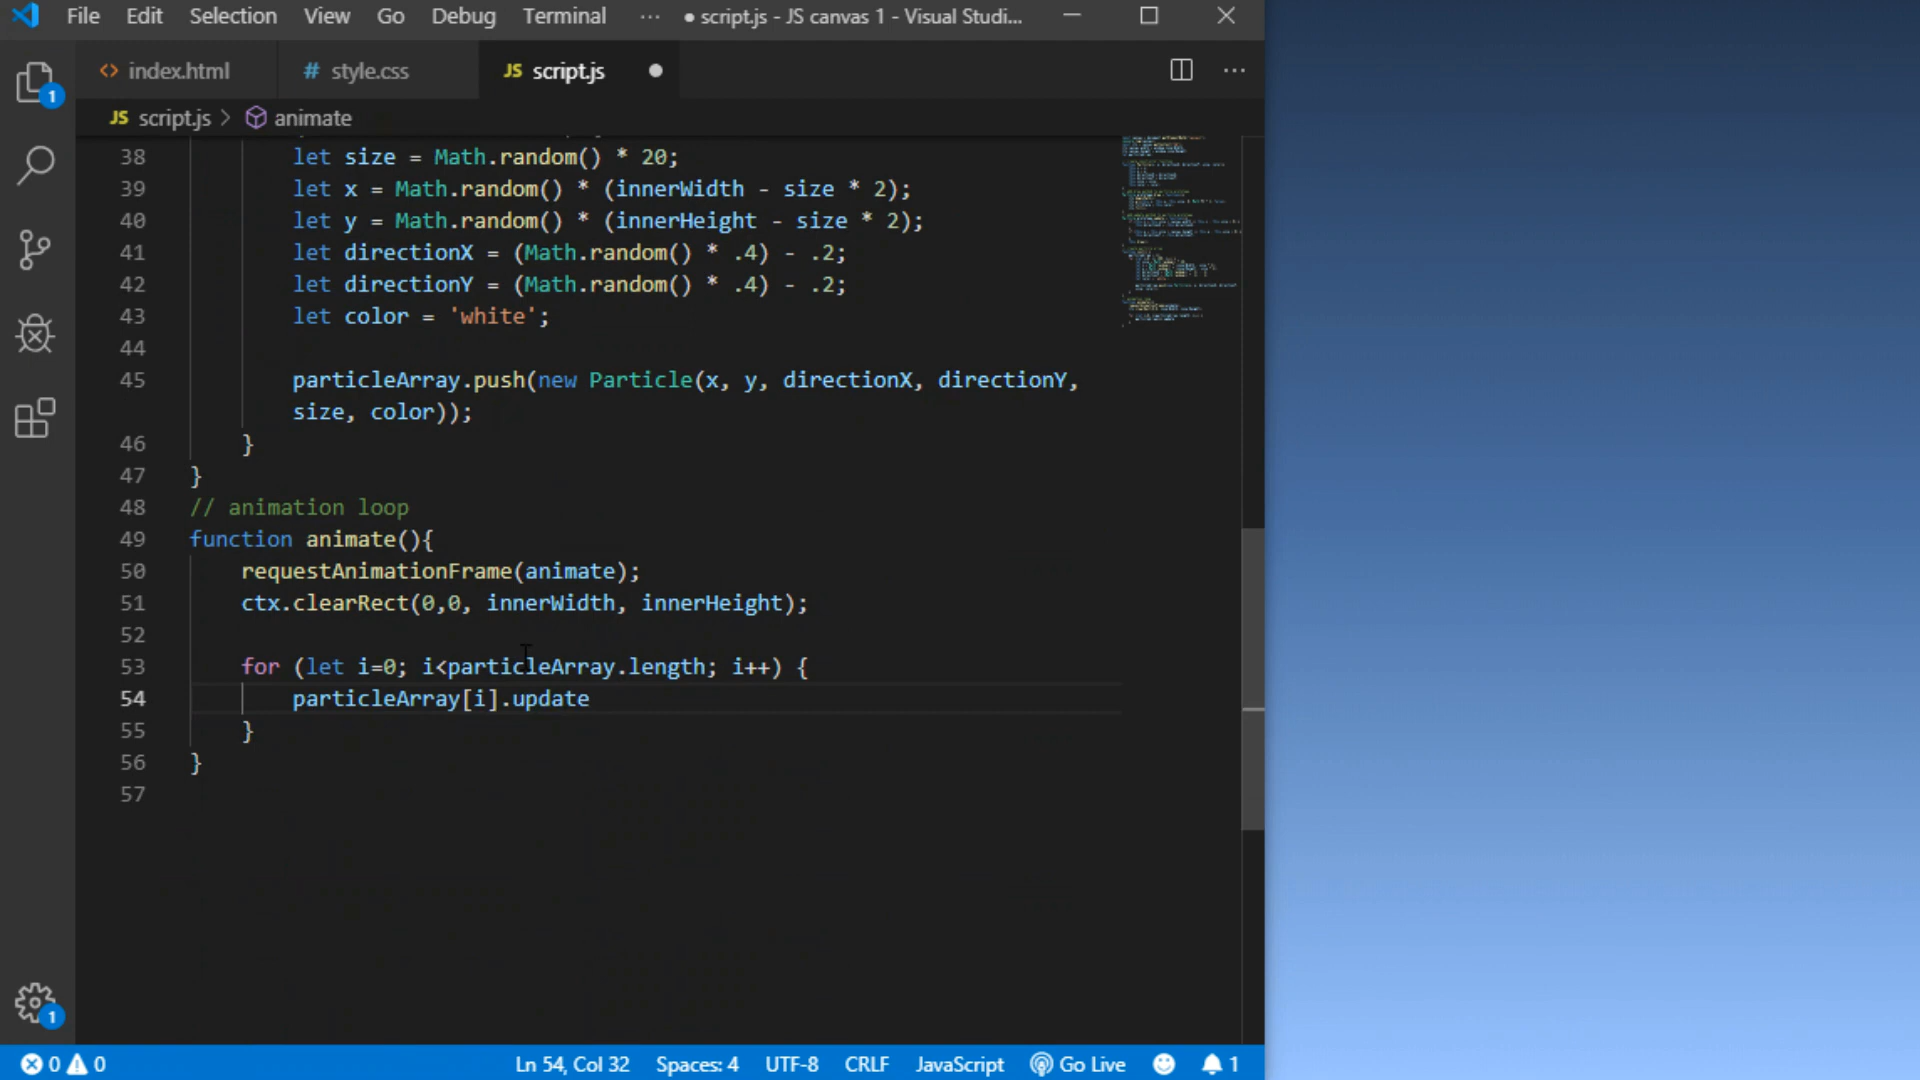 File Edit Selection View Go Debug Terminal ··· ● script.js - JS canvas 1 - Visual Studi...
<> index.html # style.css JS script.js ●
JS script.js > animate
38 let size = Math.random() * 20;
39 let x = Math.random() * (innerWidth - size * 2);
40 let y = Math.random() * (innerHeight - size * 2);
41 let directionX = (Math.random() * .4) - .2;
42 let directionY = (Math.random() * .4) - .2;
43 let color = 'white';
44
45 particleArray.push(new Particle(x, y, directionX, directionY,
size, color));
46 }
47 }
48 // animation loop
49 function animate(){
50 requestAnimationFrame(animate);
51 ctx.clearRect(0,0, innerWidth, innerHeight);
52
53 for (let i=0; i<particleArray.length; i++) {
54 particleArray[i].update
55 }
56 }
57
1
1
0 0 Ln 54, Col 32 Spaces: 4 UTF-8 CRLF JavaScript Go Live 1